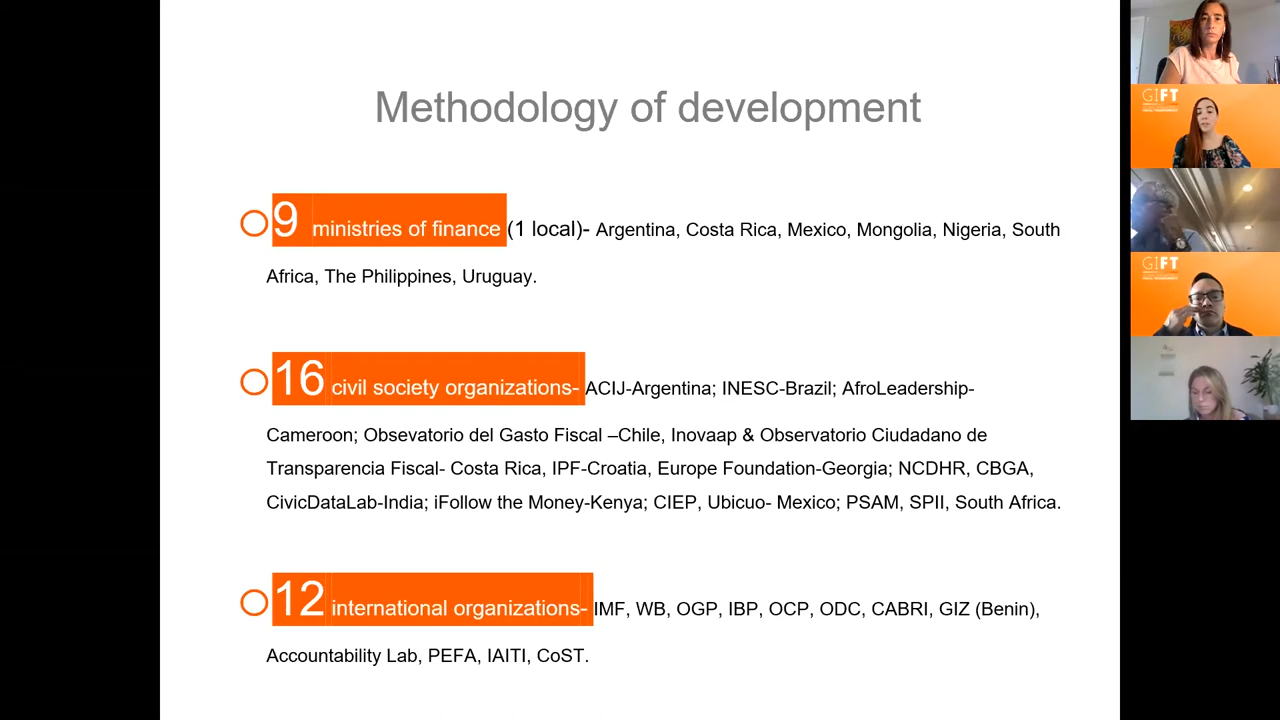 Methodology of development
9 ministries of finance (1 local)- Argentina, Costa Rica, Mexico, Mongolia, Nigeria, South
Africa, The Philippines, Uruguay.
16 civil society organizations- ACIJ-Argentina; INESC-Brazil; AfroLeadership-
Cameroon; Obsevatorio del Gasto Fiscal –Chile, Inovaap & Observatorio Ciudadano de
Transparencia Fiscal- Costa Rica, IPF-Croatia, Europe Foundation-Georgia; NCDHR, CBGA,
CivicDataLab-India; iFollow the Money-Kenya; CIEP, Ubicuo- Mexico; PSAM, SPII, South Africa.
12 international organizations- IMF, WB, OGP, IBP, OCP, ODC, CABRI, GIZ (Benin),
Accountability Lab, PEFA, IAITI, CoST.
GIFT
GIFT